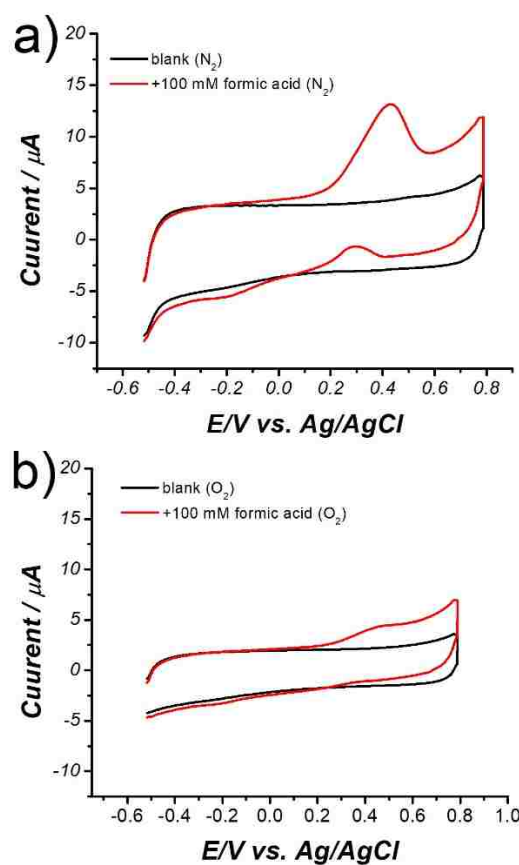 a)
blank (N₂)
+100 mM formic acid (N₂)
20
15
10
5
0
-5
-10
Cuurent / μA
-0.6 -0.4 -0.2 0.0 0.2 0.4 0.6 0.8
E/V vs. Ag/AgCl
b)
blank (O₂)
+100 mM formic acid (O₂)
20
15
10
5
0
-5
-10
Cuurent / μA
-0.6 -0.4 -0.2 0.0 0.2 0.4 0.6 0.8 1.0
E/V vs. Ag/AgCl